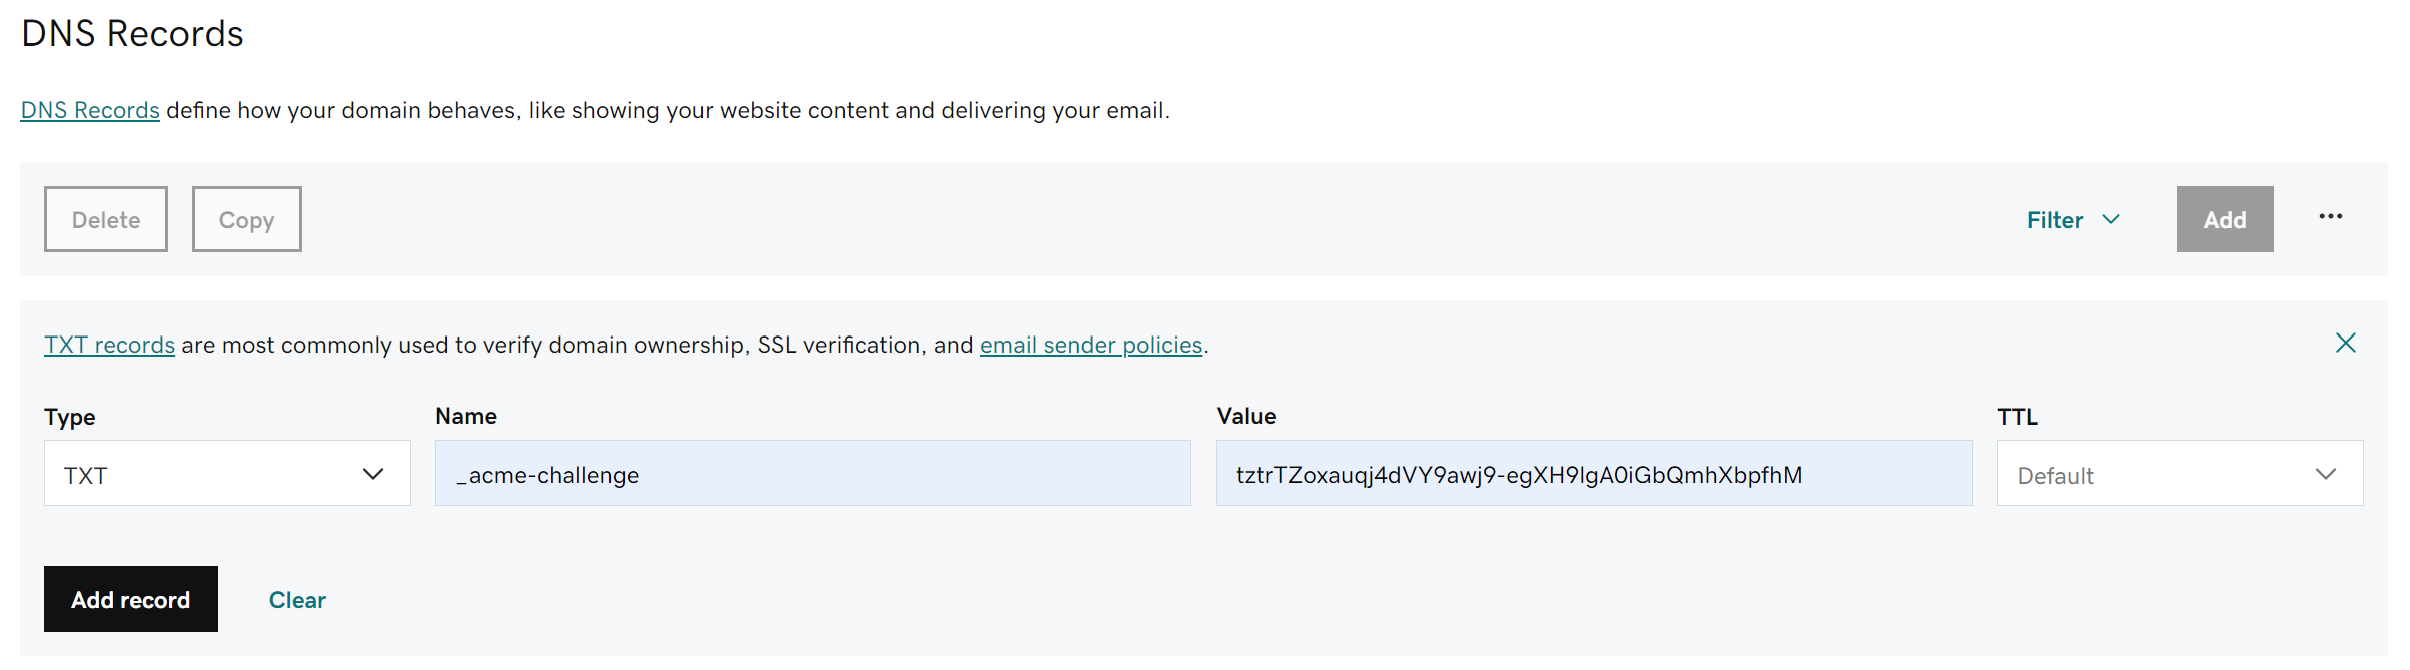 DNS Records
DNS Records define how your domain behaves, like showing your website content and delivering your email.
Delete Copy Filter Add ...
TXT records are most commonly used to verify domain ownership, SSL verification, and email sender policies.
Type Name Value TTL
TXT _acme-challenge tztrTZoxauqj4dVY9awj9-egXH9lgA0iGbQmhXbpfhM Default
Add record Clear